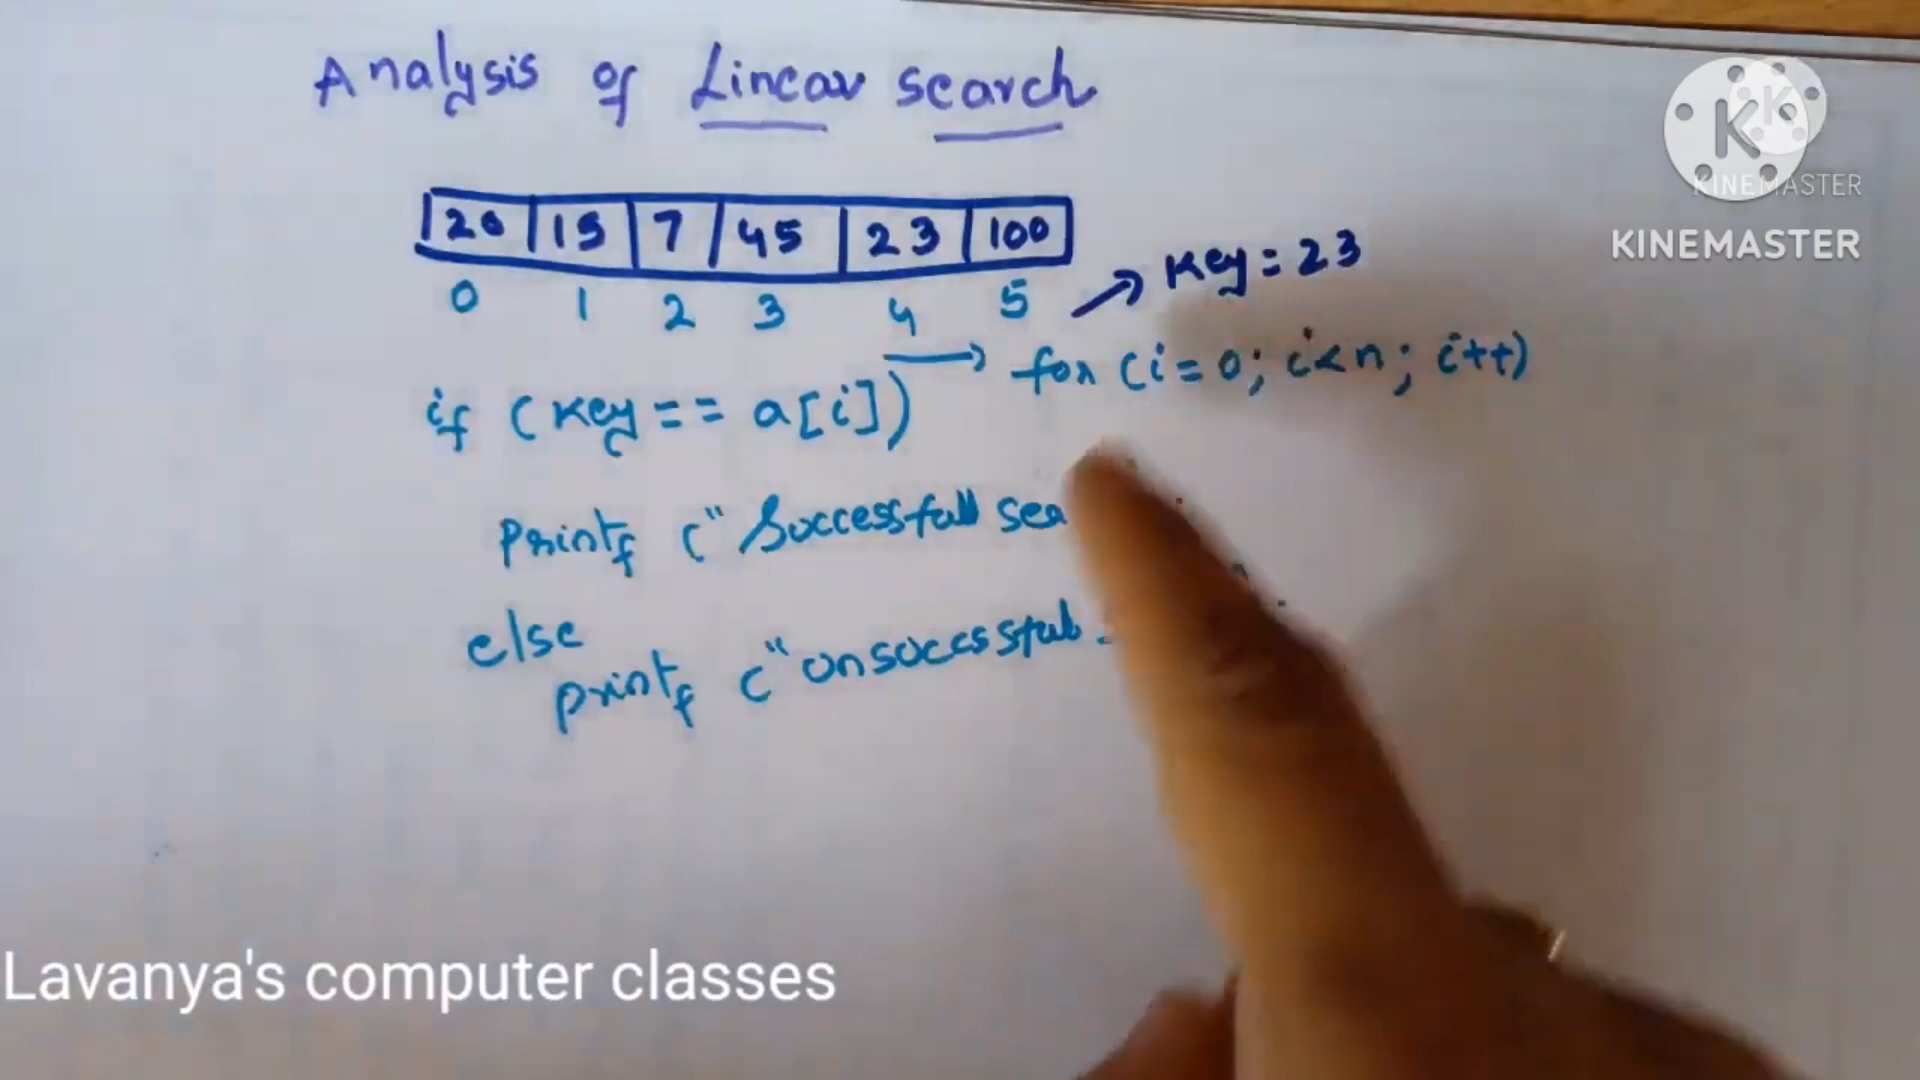 Analysis of Linear search
20 15 7 45 23 100
0 1 2 3 4 5
Key = 23
for (i=0; i<n; i++)
if (key == a[i])
printf ("Successfull sea
else
printf ("unsuccessful
KINEMASTER
KINEMASTER
Lavanya's computer classes